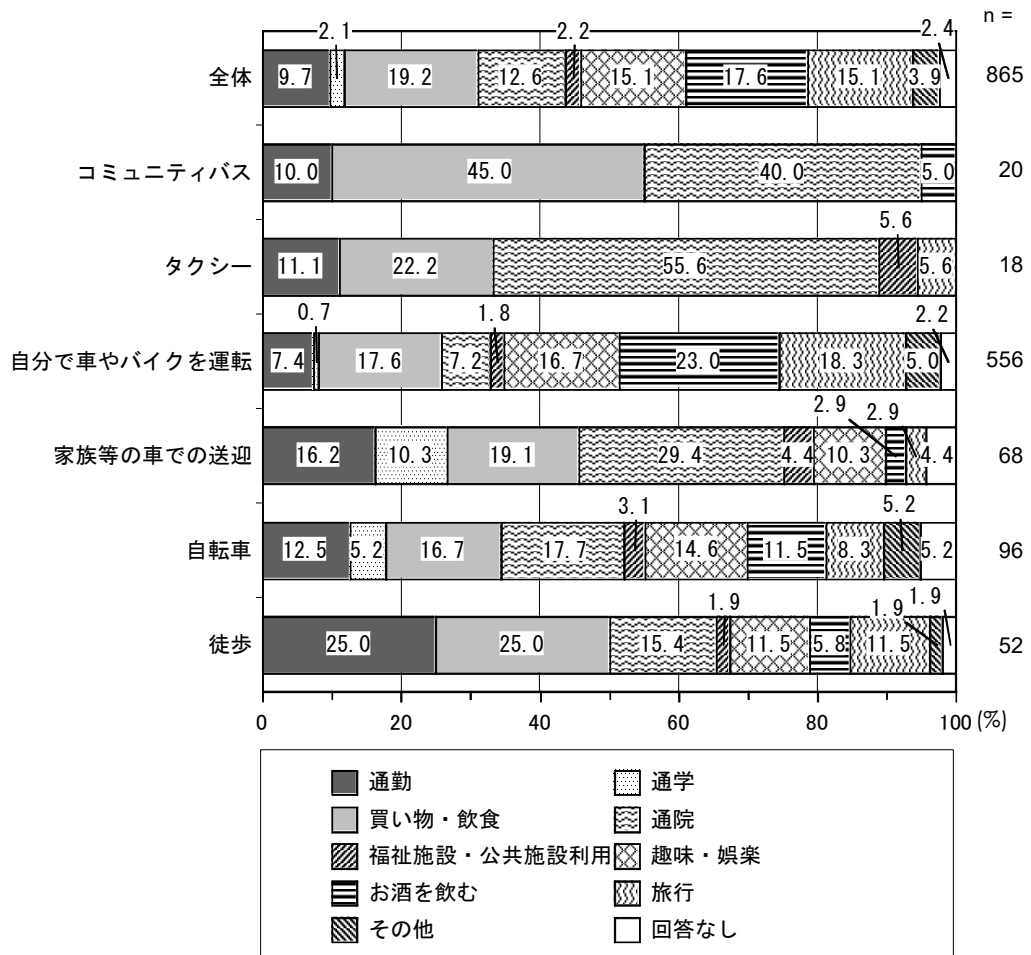 n =
2.1 2.2 2.4
全体 9.7 19.2 12.6 15.1 17.6 15.1 3.9 865
コミュニティバス 10.0 45.0 40.0 5.0 20
5.6
タクシー 11.1 22.2 55.6 5.6 18
0.7 1.8 2.2
自分で車やバイクを運転 7.4 17.6 7.2 16.7 23.0 18.3 5.0 556
2.9 2.9
家族等の車での送迎 16.2 10.3 19.1 29.4 4.4 10.3 4.4 68
3.1 5.2
自転車 12.5 5.2 16.7 17.7 14.6 11.5 8.3 5.2 96
1.9 1.9 1.9
徒歩 25.0 25.0 15.4 11.5 5.8 11.5 52
0 20 40 60 80 100 (%)
通勤 通学
買い物・飲食 通院
福祉施設・公共施設利用 趣味・娯楽
お酒を飲む 旅行
その他 回答なし